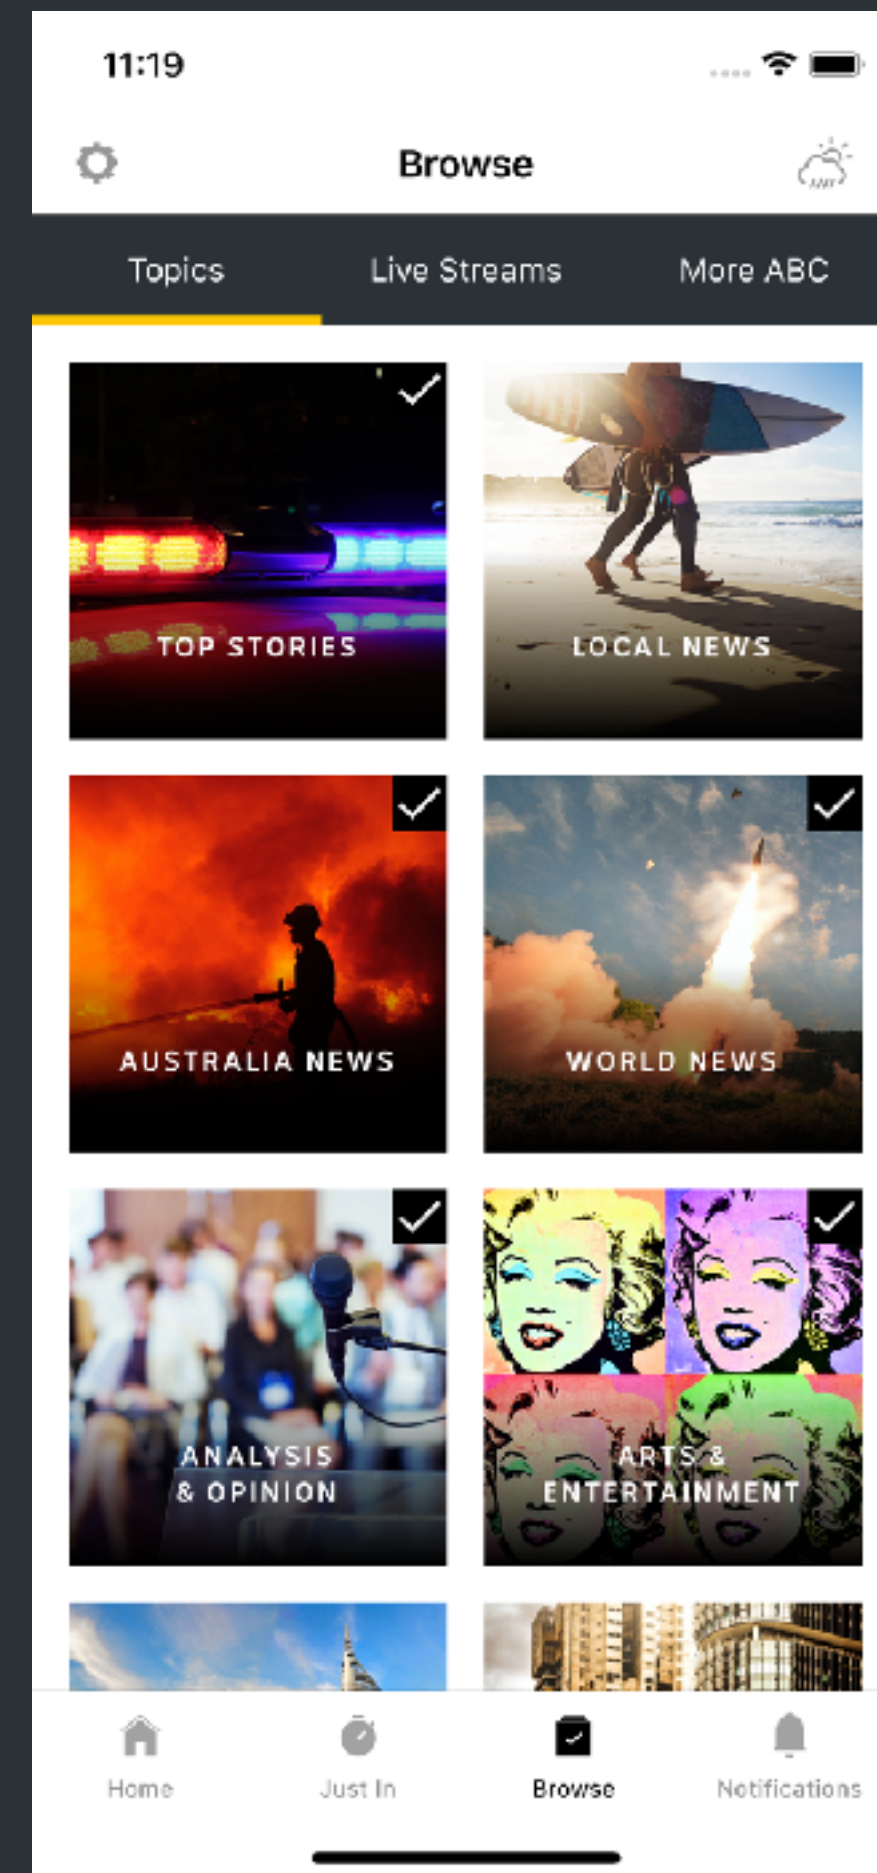 11:19
Browse
Topics
Live Streams
More ABC
TOP STORIES
LOCAL NEWS
AUSTRALIA NEWS
WORLD NEWS
ANALYSIS
& OPINION
ARTS &
ENTERTAINMENT
Home
Just In
Browse
Notifications